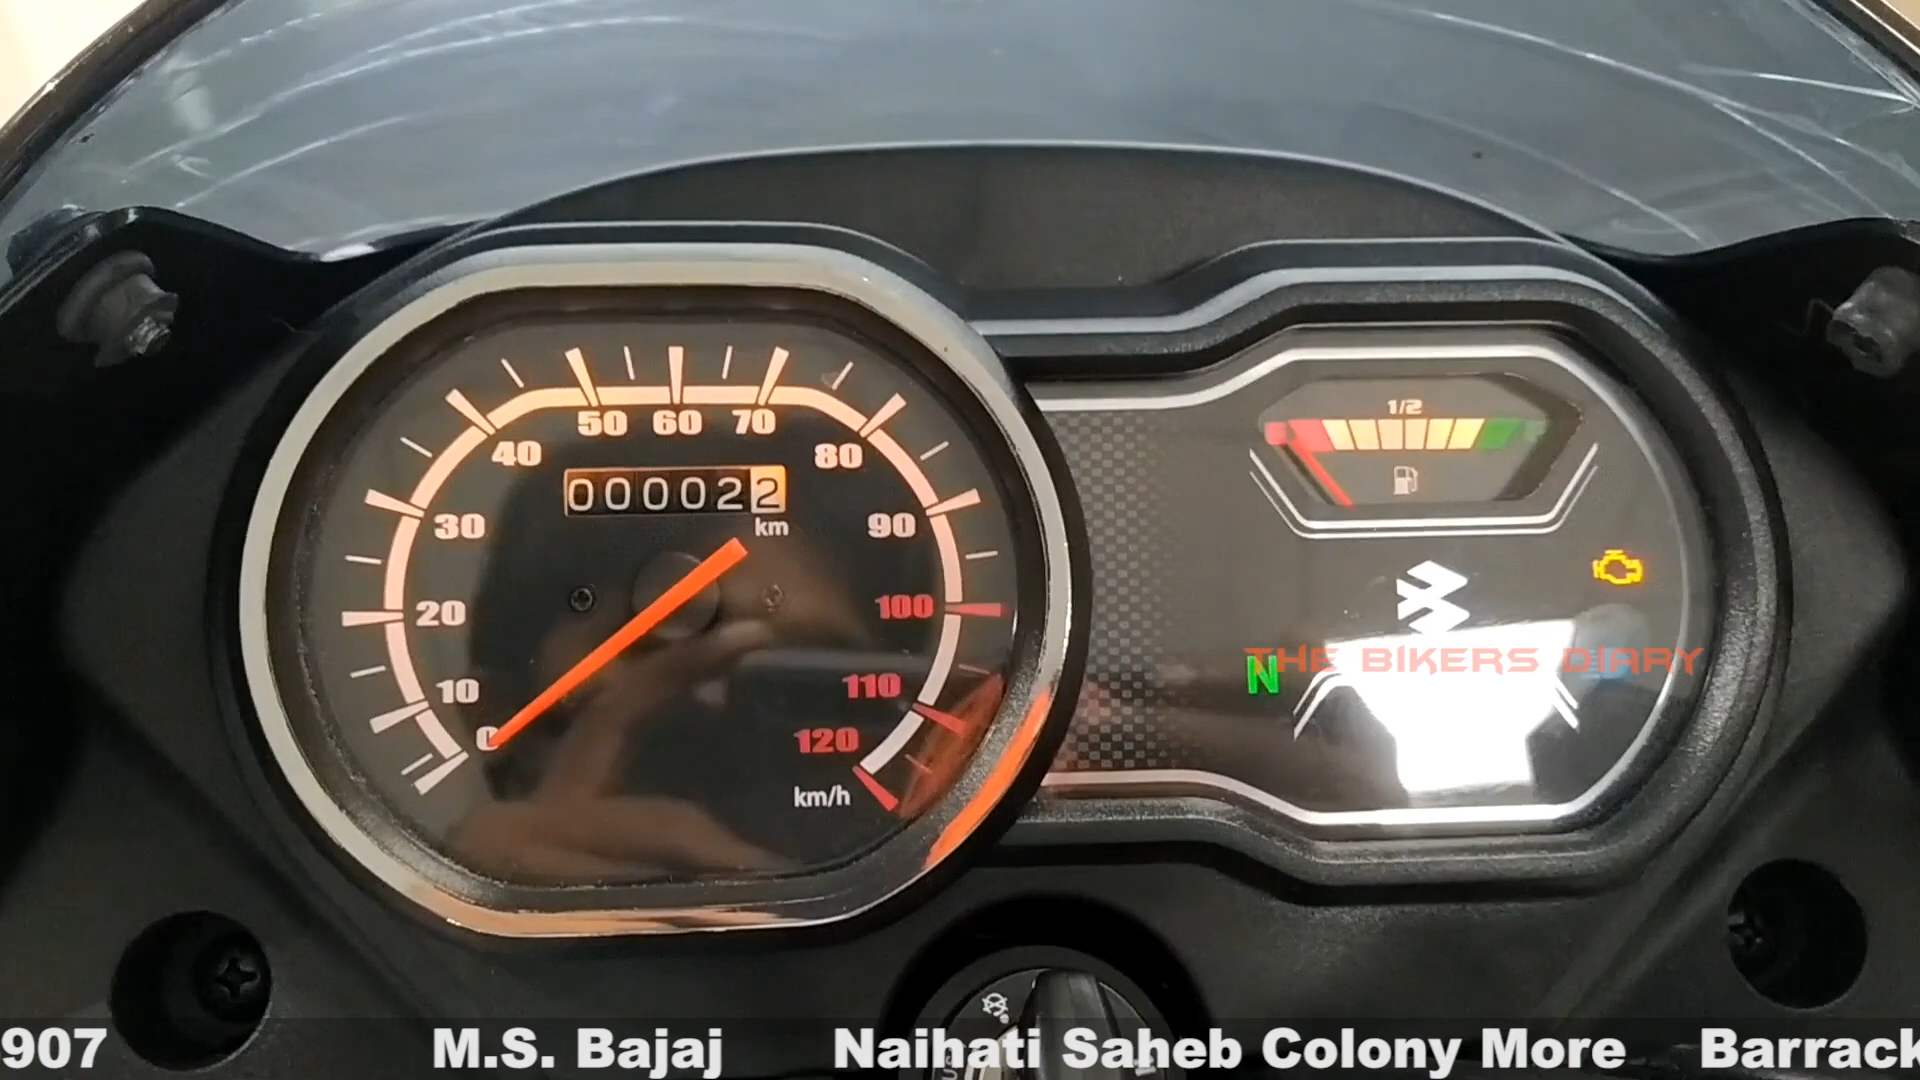 50 60 70
40 80
000022
km
30 90
20 100
10 110
0 120
km/h
1/2
N
THE BIKERS DIARY
907 M.S. Bajaj Naihati Saheb Colony More Barrack